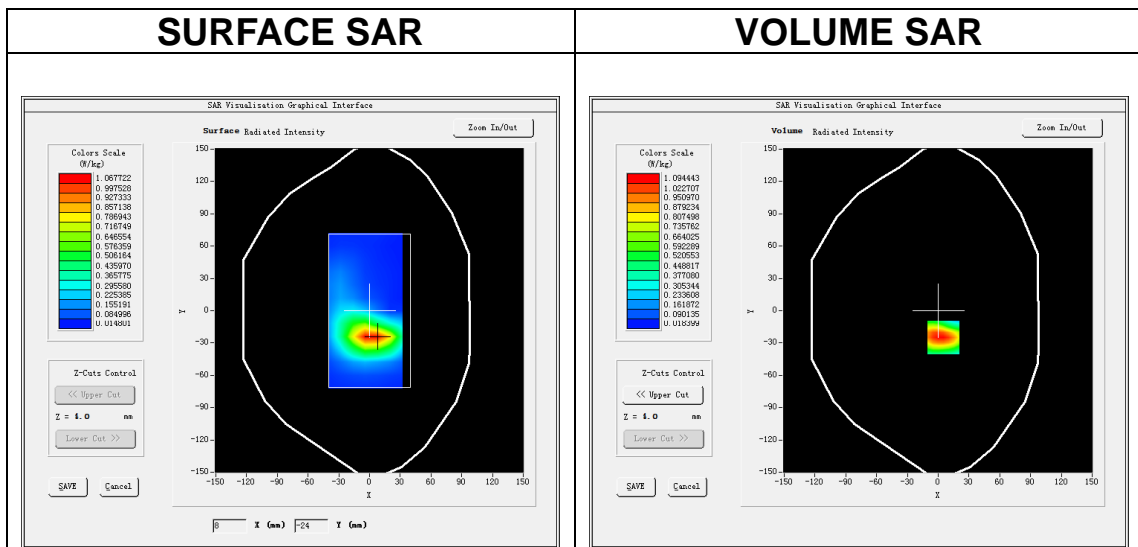 SURFACE SAR
VOLUME SAR
SAR Visualisation Graphical Interface
Surface Radiated Intensity
Zoom In/Out
Colors Scale
(W/kg)
1.067722
0.997528
0.927333
0.857138
0.786943
0.716749
0.646554
0.576359
0.506164
0.435970
0.365775
0.295580
0.225385
0.155191
0.084996
0.014801
Z-Cuts Control
<< Upper Cut
Z = 4.0 mm
Lower Cut >>
SAVE Cancel
150
120
90
60
30
0
-30
-60
-90
-120
-150
Y
-150 -120 -90 -60 -30 0 30 60 90 120 150
X
8 X (mm) -24 Y (mm)
SAR Visualisation Graphical Interface
Volume Radiated Intensity
Zoom In/Out
Colors Scale
(W/kg)
1.094443
1.022707
0.950970
0.879234
0.807498
0.735762
0.664025
0.592289
0.520553
0.448817
0.377080
0.305344
0.233608
0.161872
0.090135
0.018399
Z-Cuts Control
<< Upper Cut
Z = 4.0 mm
Lower Cut >>
SAVE Cancel
150
120
90
60
30
0
-30
-60
-90
-120
-150
Y
-150 -120 -90 -60 -30 0 30 60 90 120 150
X